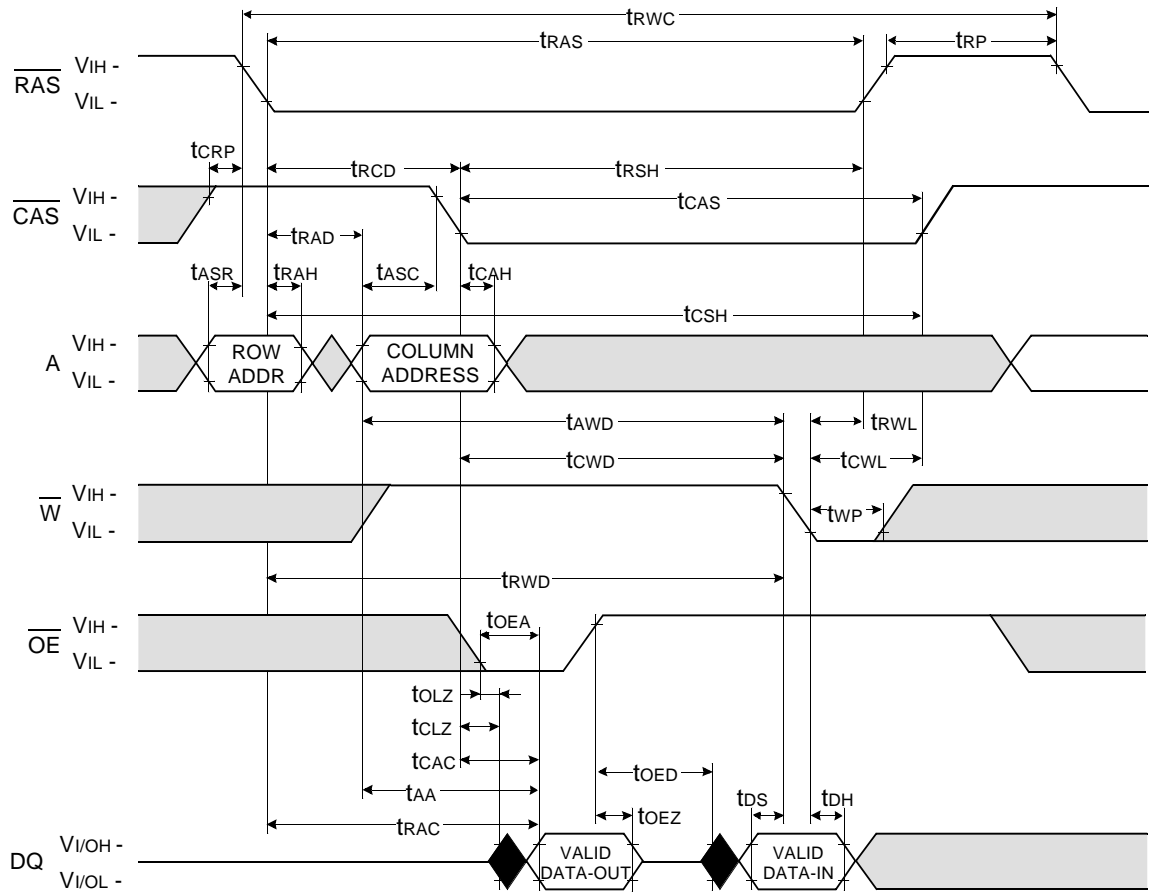 tRWC
tRAS
tRP
RAS
VIH -
VIL -
tCRP
tRCD
tRSH
CAS
VIH -
VIL -
tCAS
tRAD
tASR
tRAH
tASC
tCAH
tCSH
A
VIH -
VIL -
ROW
ADDR
COLUMN
ADDRESS
tAWD
tRWL
tCWD
tCWL
W
VIH -
VIL -
tWP
tRWD
OE
VIH -
VIL -
tOEA
tOLZ
tCLZ
tCAC
tOED
tAA
tDS
tDH
tRAC
tOEZ
DQ
VI/OH -
VI/OL -
VALID
DATA-OUT
VALID
DATA-IN